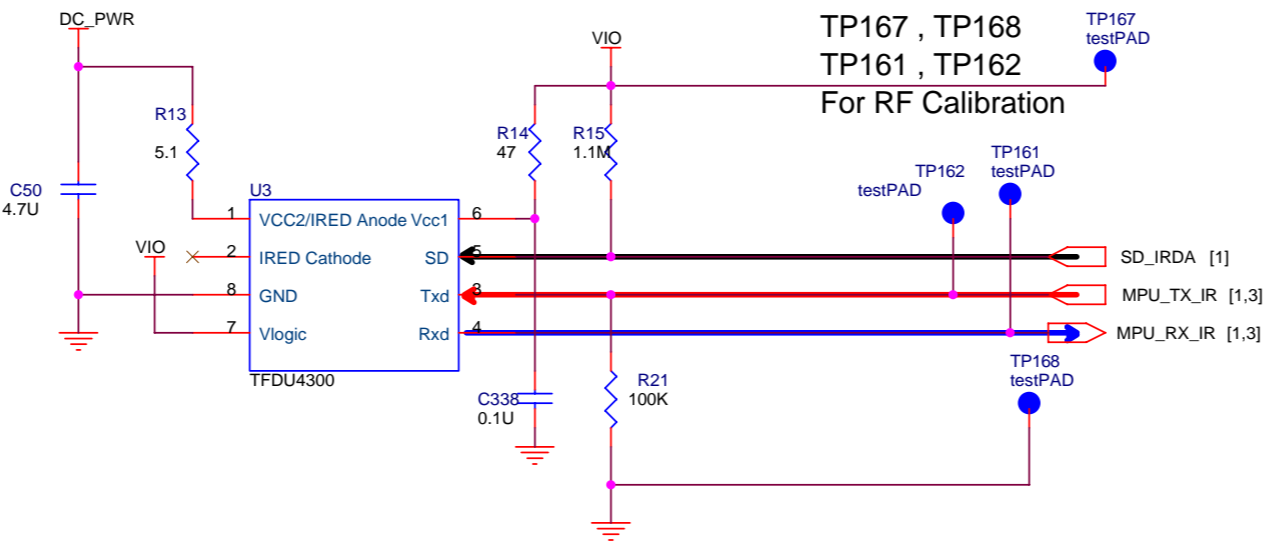 DC_PWR
VIO
TP167 , TP168
TP161 , TP162
For RF Calibration
TP167
testPAD
R13
5.1
R14
47
R15
1.1M
C50
4.7U
U3
1 VCC2/IRED Anode Vcc1 6
VIO
2 IRED Cathode SD 5
8 GND Txd 3
7 Vlogic Rxd 4
TFDU4300
TP162
testPAD
TP161
testPAD
SD_IRDA [1]
MPU_TX_IR [1,3]
MPU_RX_IR [1,3]
C338
0.1U
R21
100K
TP168
testPAD